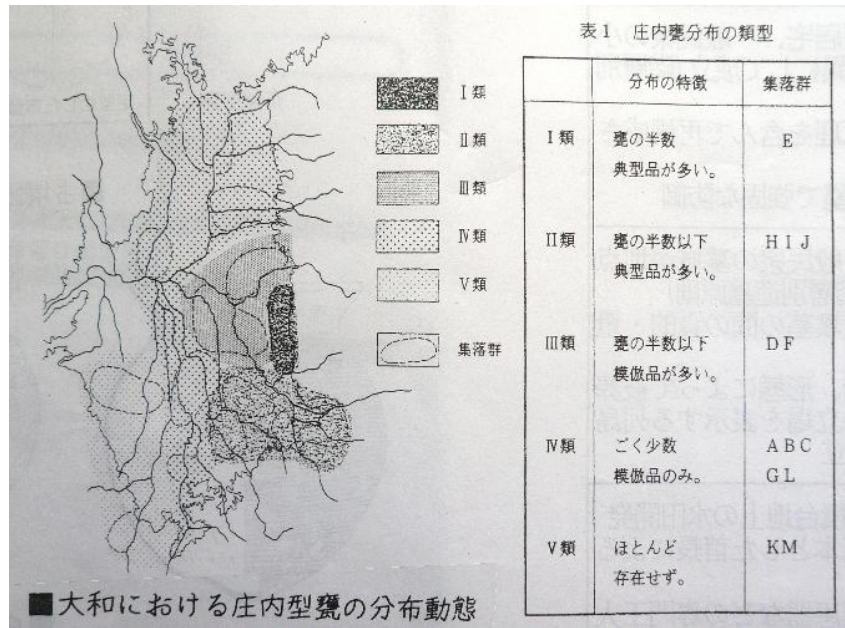 Ⅰ類
Ⅱ類
Ⅲ類
Ⅳ類
Ⅴ類
集落群
■大和における庄内型甕の分布動態
表1 庄内甕分布の類型
分布の特徴 集落群
Ⅰ類 甕の半数 E
典型品が多い。
Ⅱ類 甕の半数以下 H I J
典型品が多い。
Ⅲ類 甕の半数以下 D F
模倣品が多い。
Ⅳ類 ごく少数 A B C
模倣品のみ。 G L
Ⅴ類 ほとんど K M
存在せず。